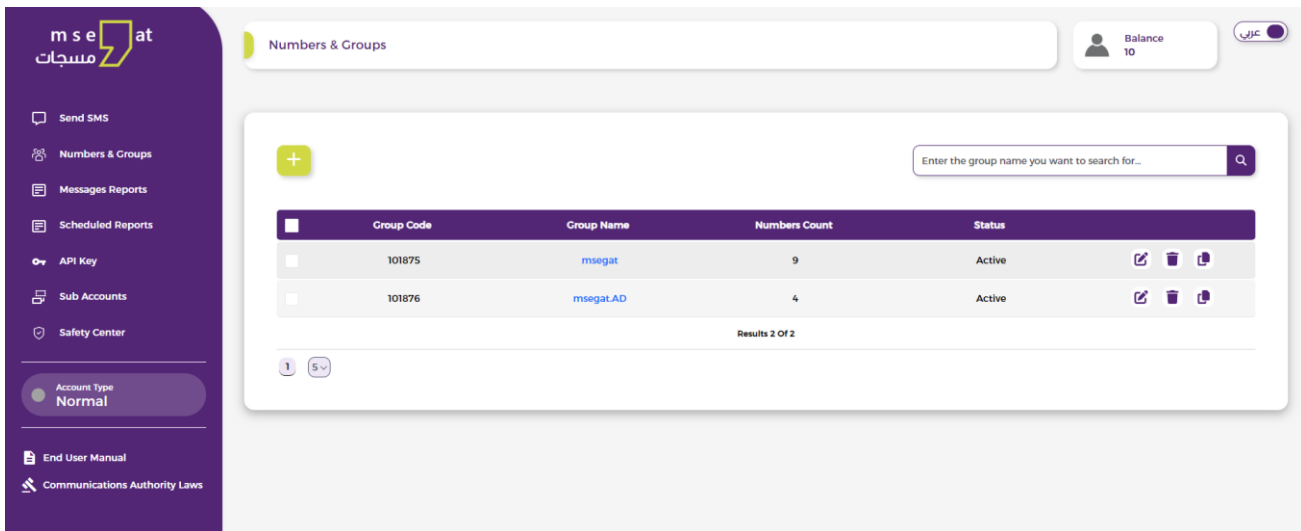 m s e at
مسجات
Send SMS
Numbers & Groups
Messages Reports
Scheduled Reports
API Key
Sub Accounts
Safety Center
Account Type
Normal
End User Manual
Communications Authority Laws
Numbers & Groups
Balance
10
عربي
+
Enter the group name you want to search for...
Group Code Group Name Numbers Count Status
101875 msegat 9 Active
101876 msegat.AD 4 Active
Results 2 Of 2
1 5